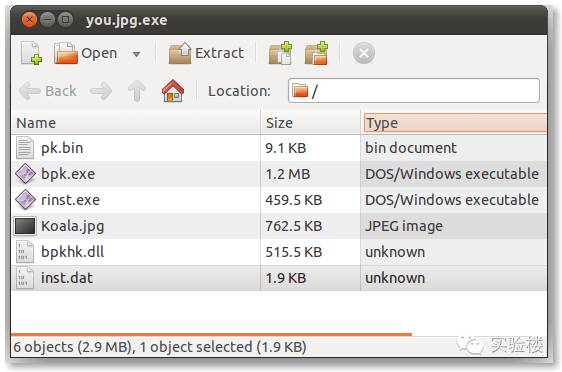 you.jpg.exe
Open Extract
Back Location: /
Name Size Type
pk.bin 9.1 KB bin document
bpk.exe 1.2 MB DOS/Windows executable
rinst.exe 459.5 KB DOS/Windows executable
Koala.jpg 762.5 KB JPEG image
bpkhk.dll 515.5 KB unknown
inst.dat 1.9 KB unknown
6 objects (2.9 MB), 1 object selected (1.9 KB)
实验楼